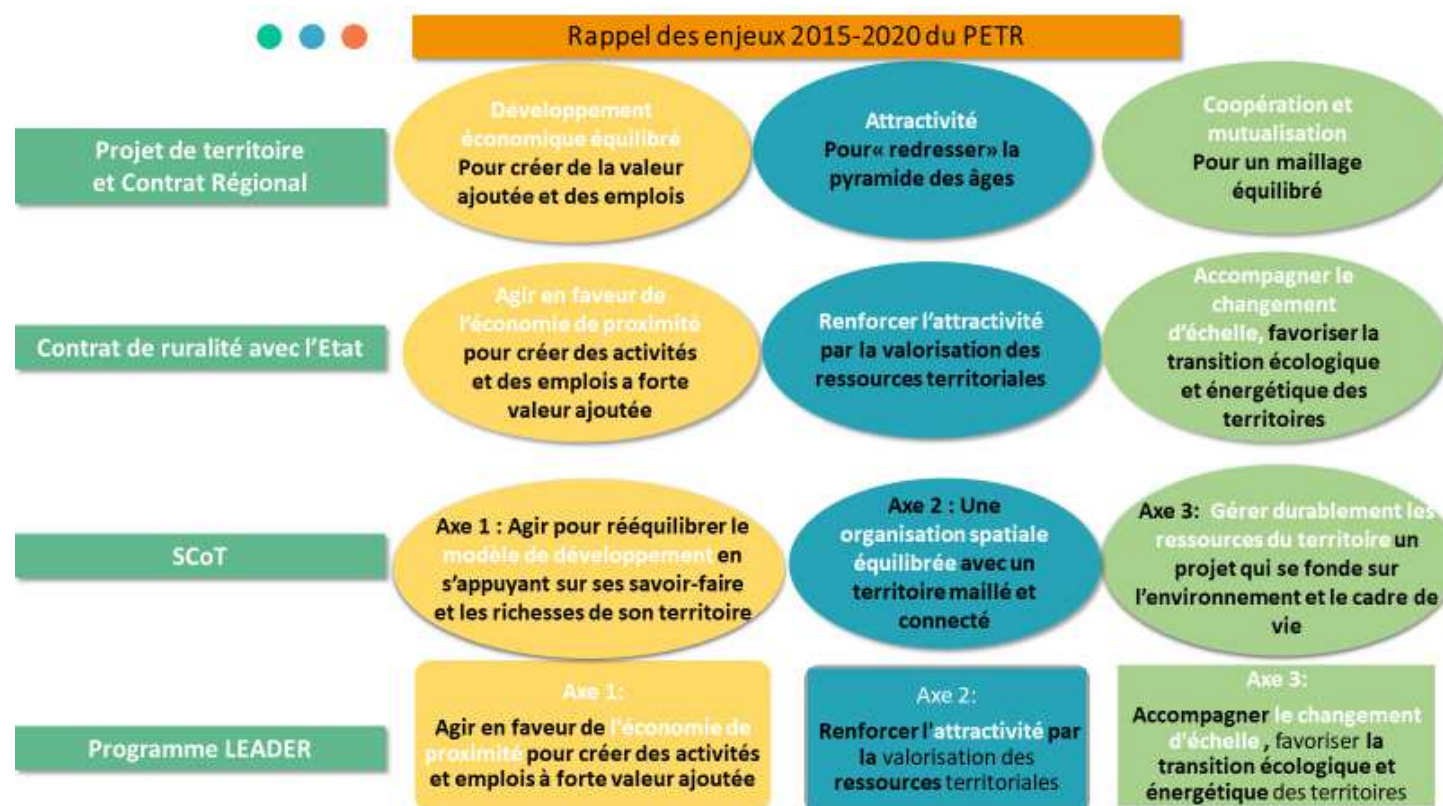 Rappel des enjeux 2015-2020 du PETR
Projet de territoire
et Contrat Régional
Développement
économique équilibré
Pour créer de la valeur
ajoutée et des emplois
Attractivité
Pour« redresser» la
pyramide des âges
Coopération et
mutualisation
Pour un maillage
équilibré
Contrat de ruralité avec l'Etat
Agir en faveur de
l'économie de proximité
pour créer des activités
et des emplois a forte
valeur ajoutée
Renforcer l'attractivité
par la valorisation des
ressources territoriales
Accompagner le
changement
d'échelle, favoriser la
transition écologique
et énergétique des
territoires
SCoT
Axe 1 : Agir pour rééquilibrer le
modèle de développement en
s'appuyant sur ses savoir-faire
et les richesses de son territoire
Axe 2 : Une
organisation spatiale
équilibrée avec un
territoire maillé et
connecté
Axe 3: Gérer durablement les
ressources du territoire un
projet qui se fonde sur
l'environnement et le cadre de
vie
Programme LEADER
Axe 1:
Agir en faveur de l'économie de
proximité pour créer des activités
et emplois à forte valeur ajoutée
Axe 2:
Renforcer l'attractivité par
la valorisation des
ressources territoriales
Axe 3:
Accompagner le changement
d'échelle , favoriser la
transition écologique et
énergétique des territoires